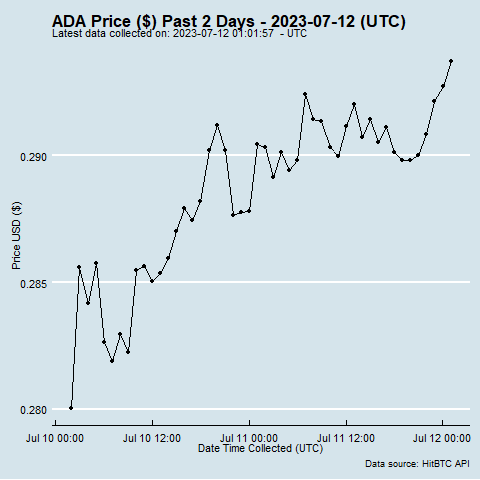 ADA Price ($) Past 2 Days - 2023-07-12 (UTC)
Latest data collected on: 2023-07-12 01:01:57  - UTC
0.290
0.285
0.280
Price USD ($)
Jul 10 00:00 Jul 10 12:00 Jul 11 00:00 Jul 11 12:00 Jul 12 00:00
Date Time Collected (UTC)
Data source: HitBTC API